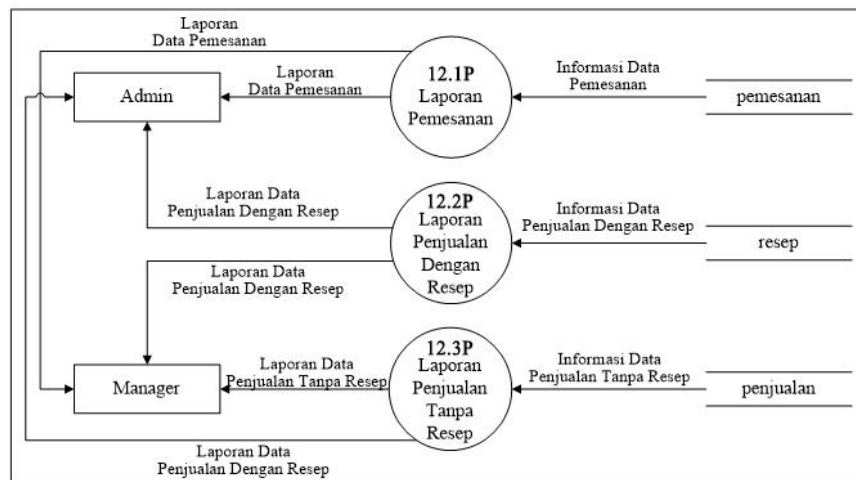 Laporan
Data Pemesanan
Admin
Laporan
Data Pemesanan
12.1P
Laporan
Pemesanan
Informasi Data
Pemesanan
pemesanan
Laporan Data
Penjualan Dengan Resep
12.2P
Laporan
Penjualan
Dengan
Resep
Informasi Data
Penjualan Dengan Resep
resep
Laporan Data
Penjualan Dengan Resep
Manager
Laporan Data
Penjualan Tanpa Resep
12.3P
Laporan
Penjualan
Tanpa
Resep
Informasi Data
Penjualan Tanpa Resep
penjualan
Laporan Data
Penjualan Dengan Resep